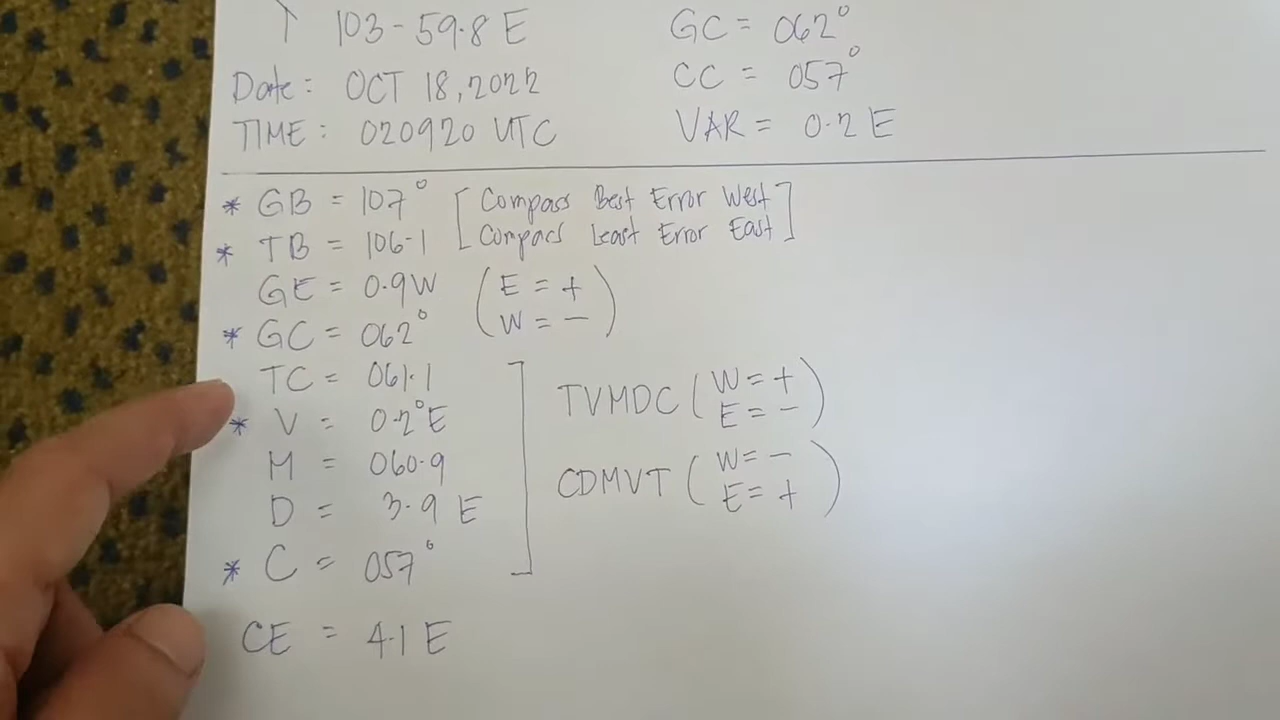 103-59.8 E
GC = 062°
Date: OCT 18, 2022
CC = 057°
TIME: 020920 UTC
VAR = 0.2 E
* GB = 107° [Compass Best Error West]
* TB = 106.1 [Compass Least Error East]
GE = 0.9W (E = +
W = -)
* GC = 062°
TC = 061.1
TVMDC (W = +
E = -)
* V = 0.2°E
M = 060.9
CDMVT (W = -
E = +)
D = 3.9 E
* C = 057°
CE = 4.1 E